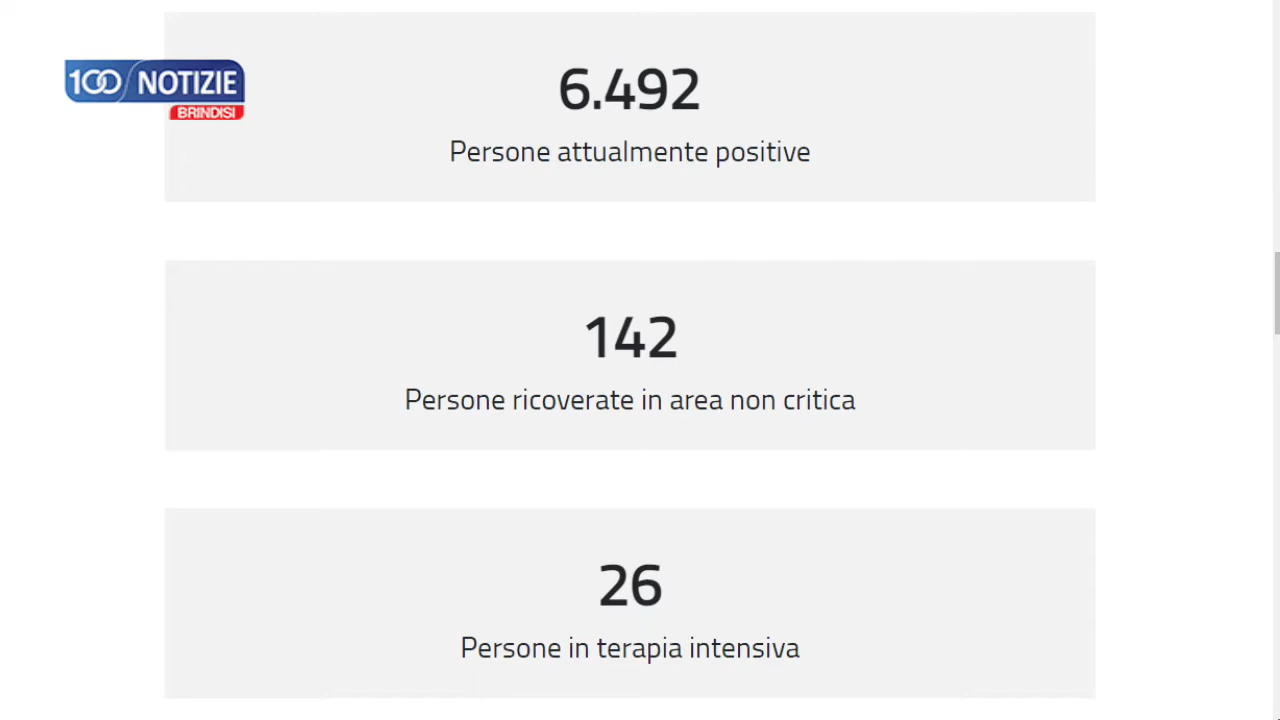 100 NOTIZIE
BRINDISI
6.492
Persone attualmente positive
142
Persone ricoverate in area non critica
26
Persone in terapia intensiva